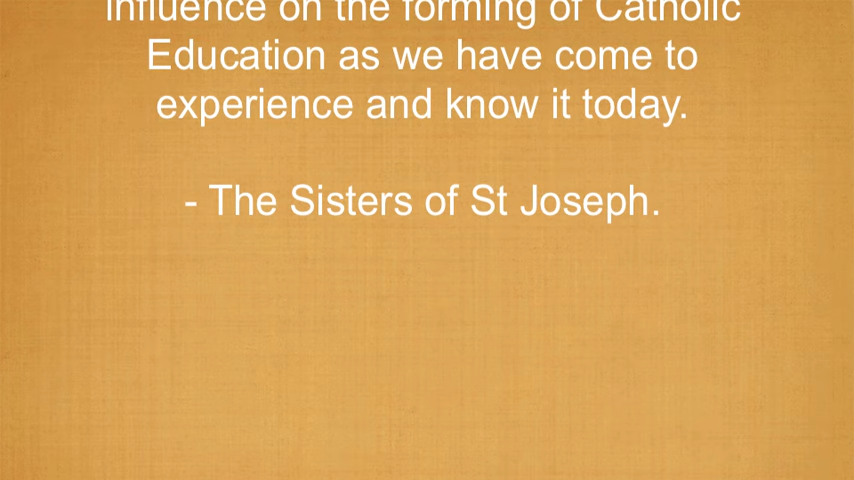 influence on the forming of Catholic
Education as we have come to
experience and know it today.
- The Sisters of St Joseph.